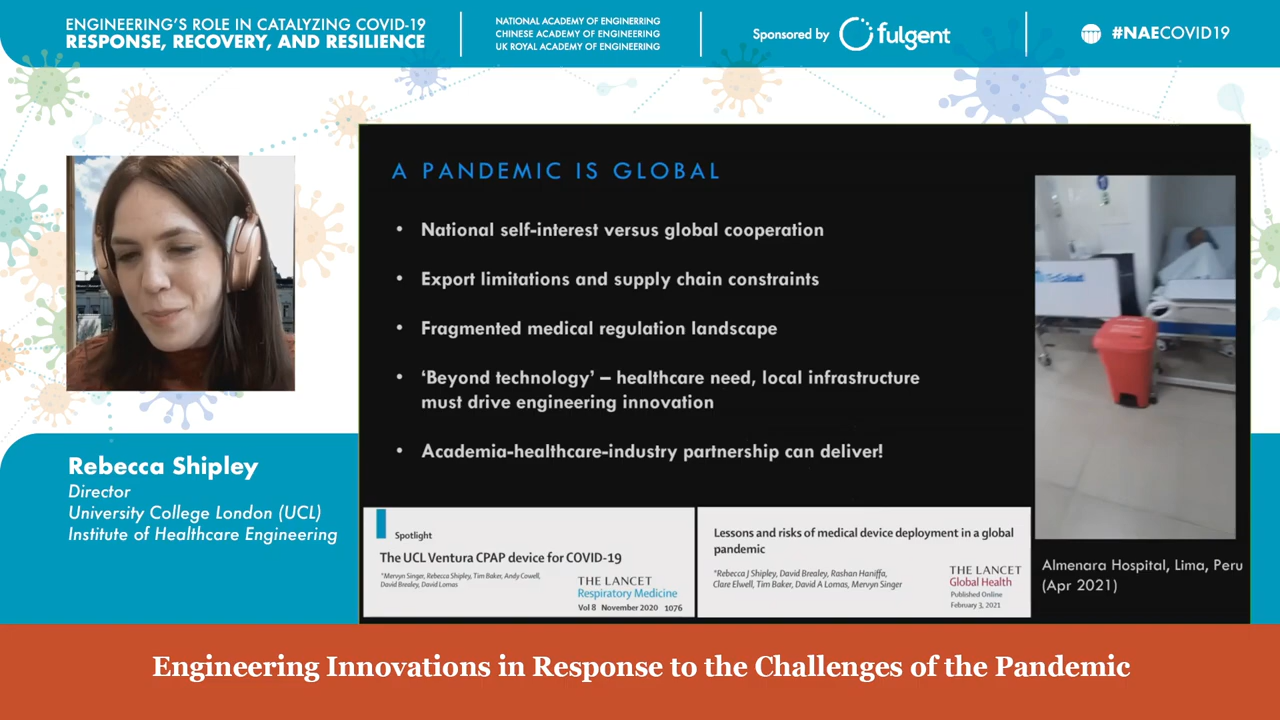 ENGINEERING'S ROLE IN CATALYZING COVID-19
RESPONSE, RECOVERY, AND RESILIENCE
NATIONAL ACADEMY OF ENGINERRING
CHINESE ACADEMY OF ENGINEERING
UK ROYAL ACADEMY OF ENGINEERING
Sponsored by fulgent
#NAECOVID19
A PANDEMIC IS GLOBAL
• National self-interest versus global cooperation
• Export limitations and supply chain constraints
• Fragmented medical regulation landscape
• ‘Beyond technology’ – healthcare need, local infrastructure
must drive engineering innovation
• Academia-healthcare-industry partnership can deliver!
Rebecca Shipley
Director
University College London (UCL)
Institute of Healthcare Engineering
Spotlight
The UCL Ventura CPAP device for COVID-19
*Mervyn Singer, Rebecca Shipley, Tim Baker, Andy Cowell,
David Brealey, David Lomas
THE LANCET
Respiratory Medicine
Vol 8 November 2020 1076
Lessons and risks of medical device deployment in a global
pandemic
*Rebecca J Shipley, David Brealey, Rashan Haniffa,
Clare Elwell, Tim Baker, David A Lomas, Mervyn Singer
THE LANCET
Global Health
Published Online
February 3, 2021
Almenara Hospital, Lima, Peru
(Apr 2021)
Engineering Innovations in Response to the Challenges of the Pandemic